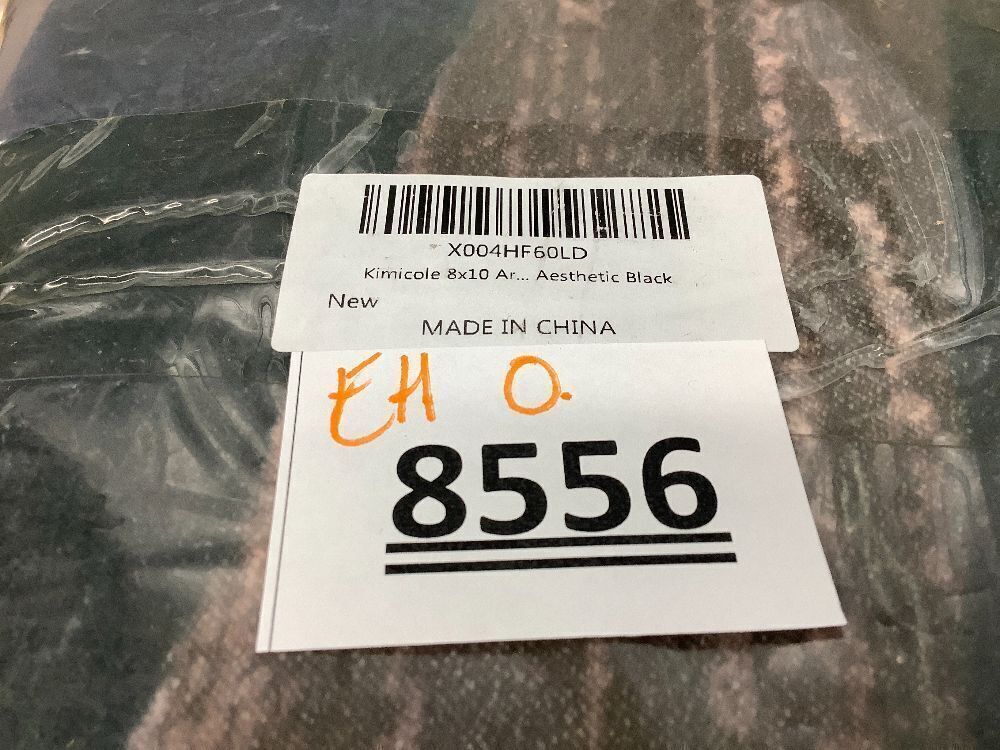 X004HF60LD
Kimicole 8x10 Ar... Aesthetic Black
New
MADE IN CHINA
EH O.
8556